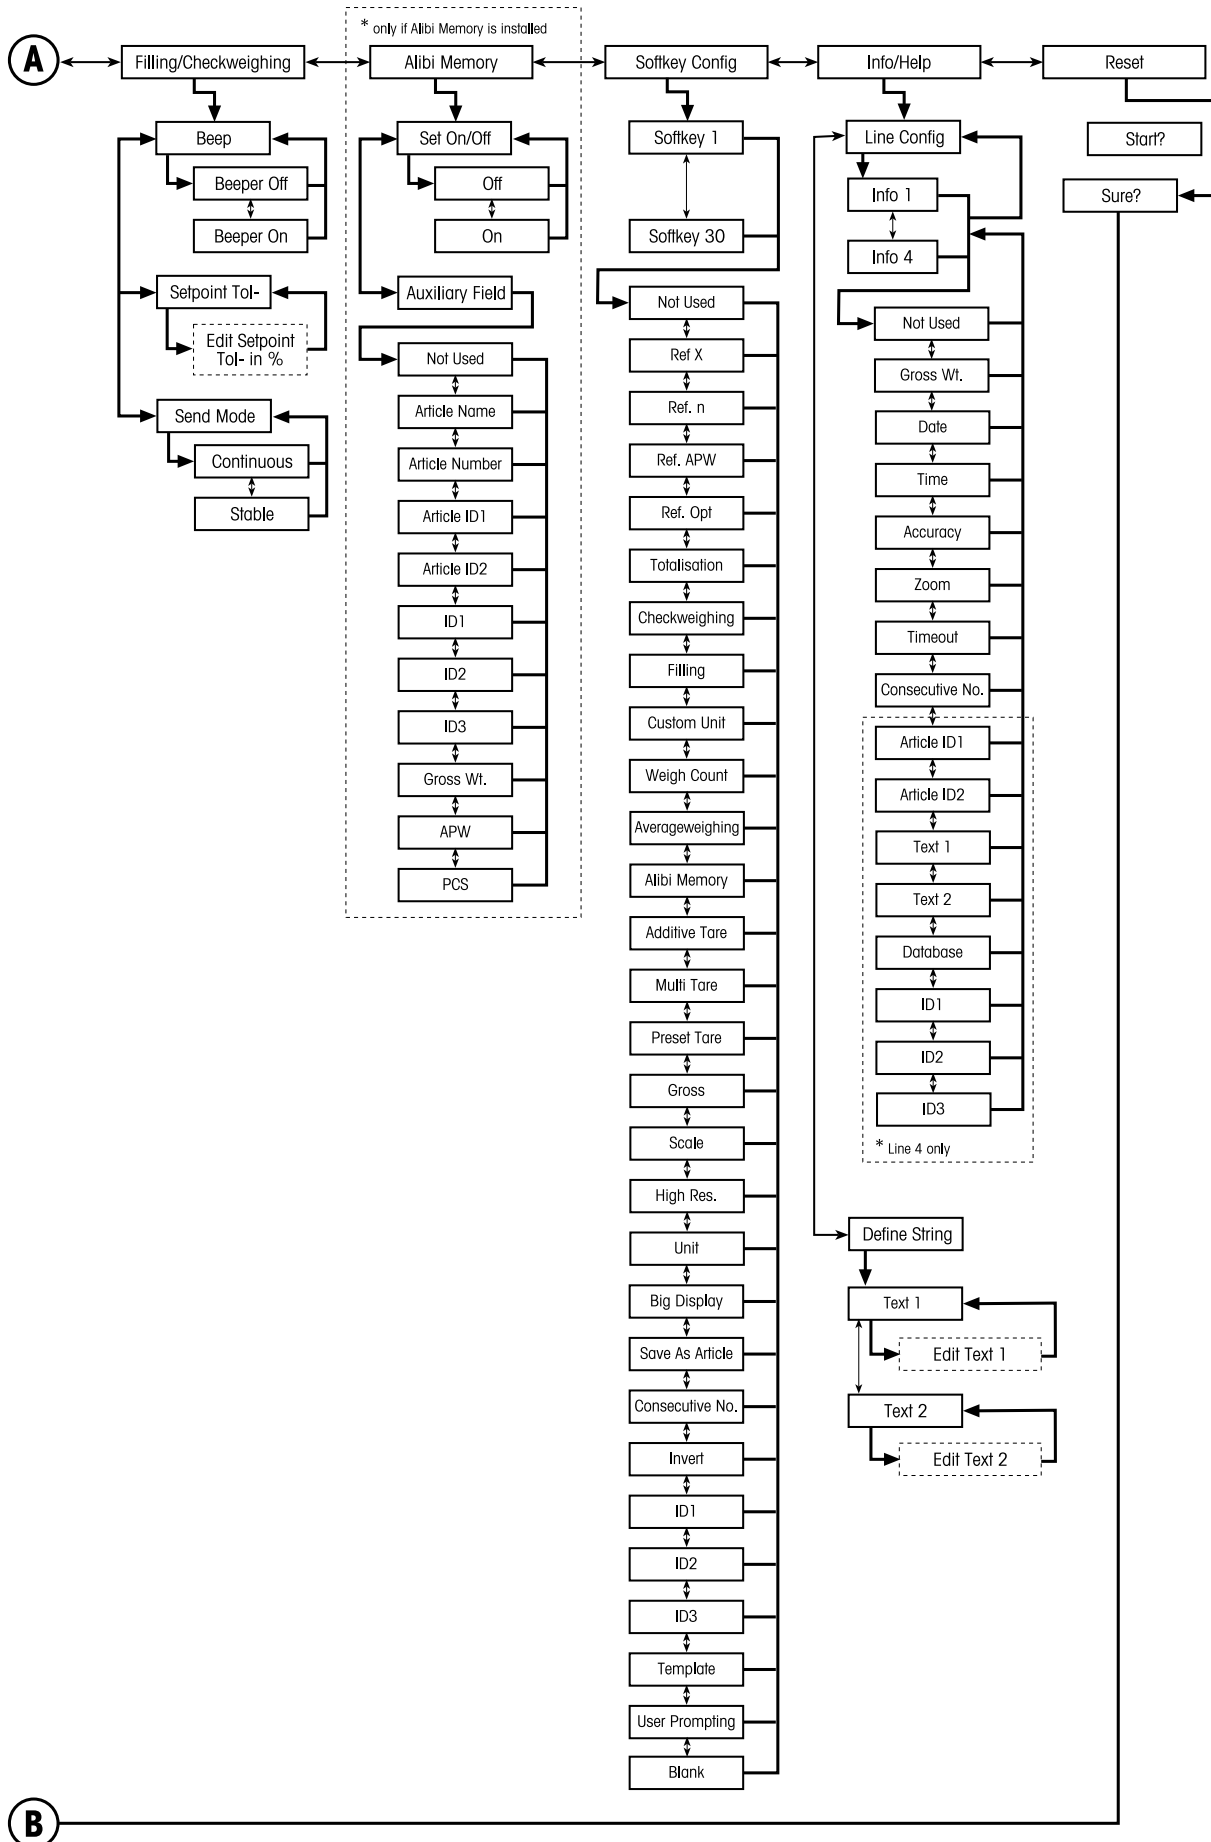 * only if Alibi Memory is installed
A
Filling/Checkweighing
Alibi Memory
Softkey Config
Info/Help
Reset
Beep
Beeper Off
Beeper On
Setpoint Tol-
Edit Setpoint
Tol- in %
Send Mode
Continuous
Stable
Set On/Off
Off
On
Auxiliary Field
Not Used
Article Name
Article Number
Article ID1
Article ID2
ID1
ID2
ID3
Gross Wt.
APW
PCS
Softkey 1
Softkey 30
Not Used
Ref X
Ref. n
Ref. APW
Ref. Opt
Totalisation
Checkweighing
Filling
Custom Unit
Weigh Count
Averageweighing
Alibi Memory
Additive Tare
Multi Tare
Preset Tare
Gross
Scale
High Res.
Unit
Big Display
Save As Article
Consecutive No.
Invert
ID1
ID2
ID3
Template
User Prompting
Blank
Line Config
Info 1
Info 4
Not Used
Gross Wt.
Date
Time
Accuracy
Zoom
Timeout
Consecutive No.
Article ID1
Article ID2
Text 1
Text 2
Database
ID1
ID2
ID3
* Line 4 only
Define String
Text 1
Edit Text 1
Text 2
Edit Text 2
Start?
Sure?
B